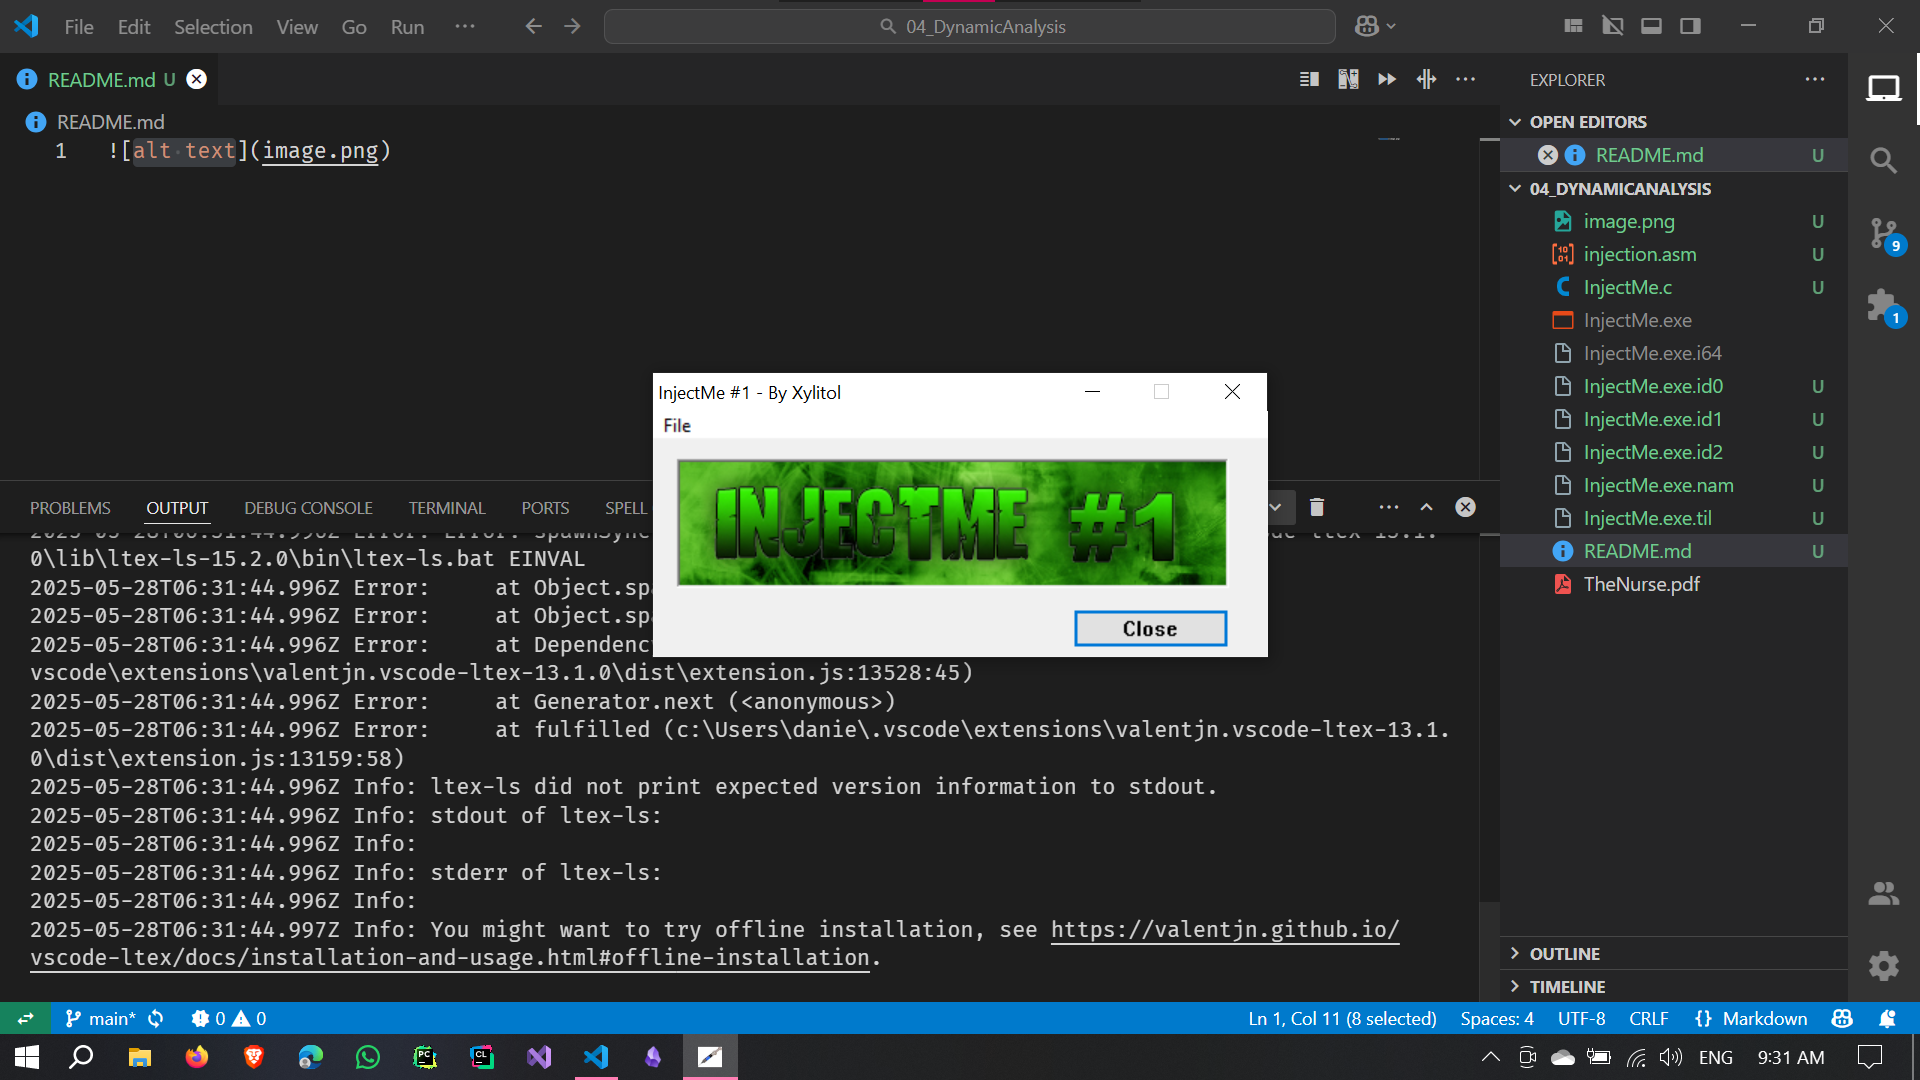 File Edit Selection View Go Run
04_DynamicAnalysis
README.md U
README.md
1 ![alt text](image.png)
EXPLORER
OPEN EDITORS
README.md U
04_DYNAMICANALYSIS
image.png U
injection.asm U
InjectMe.c U
InjectMe.exe
InjectMe.exe.i64
InjectMe.exe.id0 U
InjectMe.exe.id1 U
InjectMe.exe.id2 U
InjectMe.exe.nam U
InjectMe.exe.til U
README.md U
TheNurse.pdf
OUTLINE
TIMELINE
9
1
InjectMe #1 - By Xylitol
File
INJECTME #1
Close
PROBLEMS OUTPUT DEBUG CONSOLE TERMINAL PORTS SPELL
0\lib\ltex-ls-15.2.0\bin\ltex-ls.bat EINVAL
2025-05-28T06:31:44.996Z Error: at Object.spa
2025-05-28T06:31:44.996Z Error: at Object.spa
2025-05-28T06:31:44.996Z Error: at Dependenc
vscode\extensions\valentjn.vscode-ltex-13.1.0\dist\extension.js:13528:45)
2025-05-28T06:31:44.996Z Error: at Generator.next (<anonymous>)
2025-05-28T06:31:44.996Z Error: at fulfilled (c:\Users\danie\.vscode\extensions\valentjn.vscode-ltex-13.1.
0\dist\extension.js:13159:58)
2025-05-28T06:31:44.996Z Info: ltex-ls did not print expected version information to stdout.
2025-05-28T06:31:44.996Z Info: stdout of ltex-ls:
2025-05-28T06:31:44.996Z Info:
2025-05-28T06:31:44.996Z Info: stderr of ltex-ls:
2025-05-28T06:31:44.996Z Info:
2025-05-28T06:31:44.997Z Info: You might want to try offline installation, see https://valentjn.github.io/
vscode-ltex/docs/installation-and-usage.html#offline-installation.
main* 0 0
Ln 1, Col 11 (8 selected) Spaces: 4 UTF-8 CRLF {} Markdown
PC CL
ENG 9:31 AM